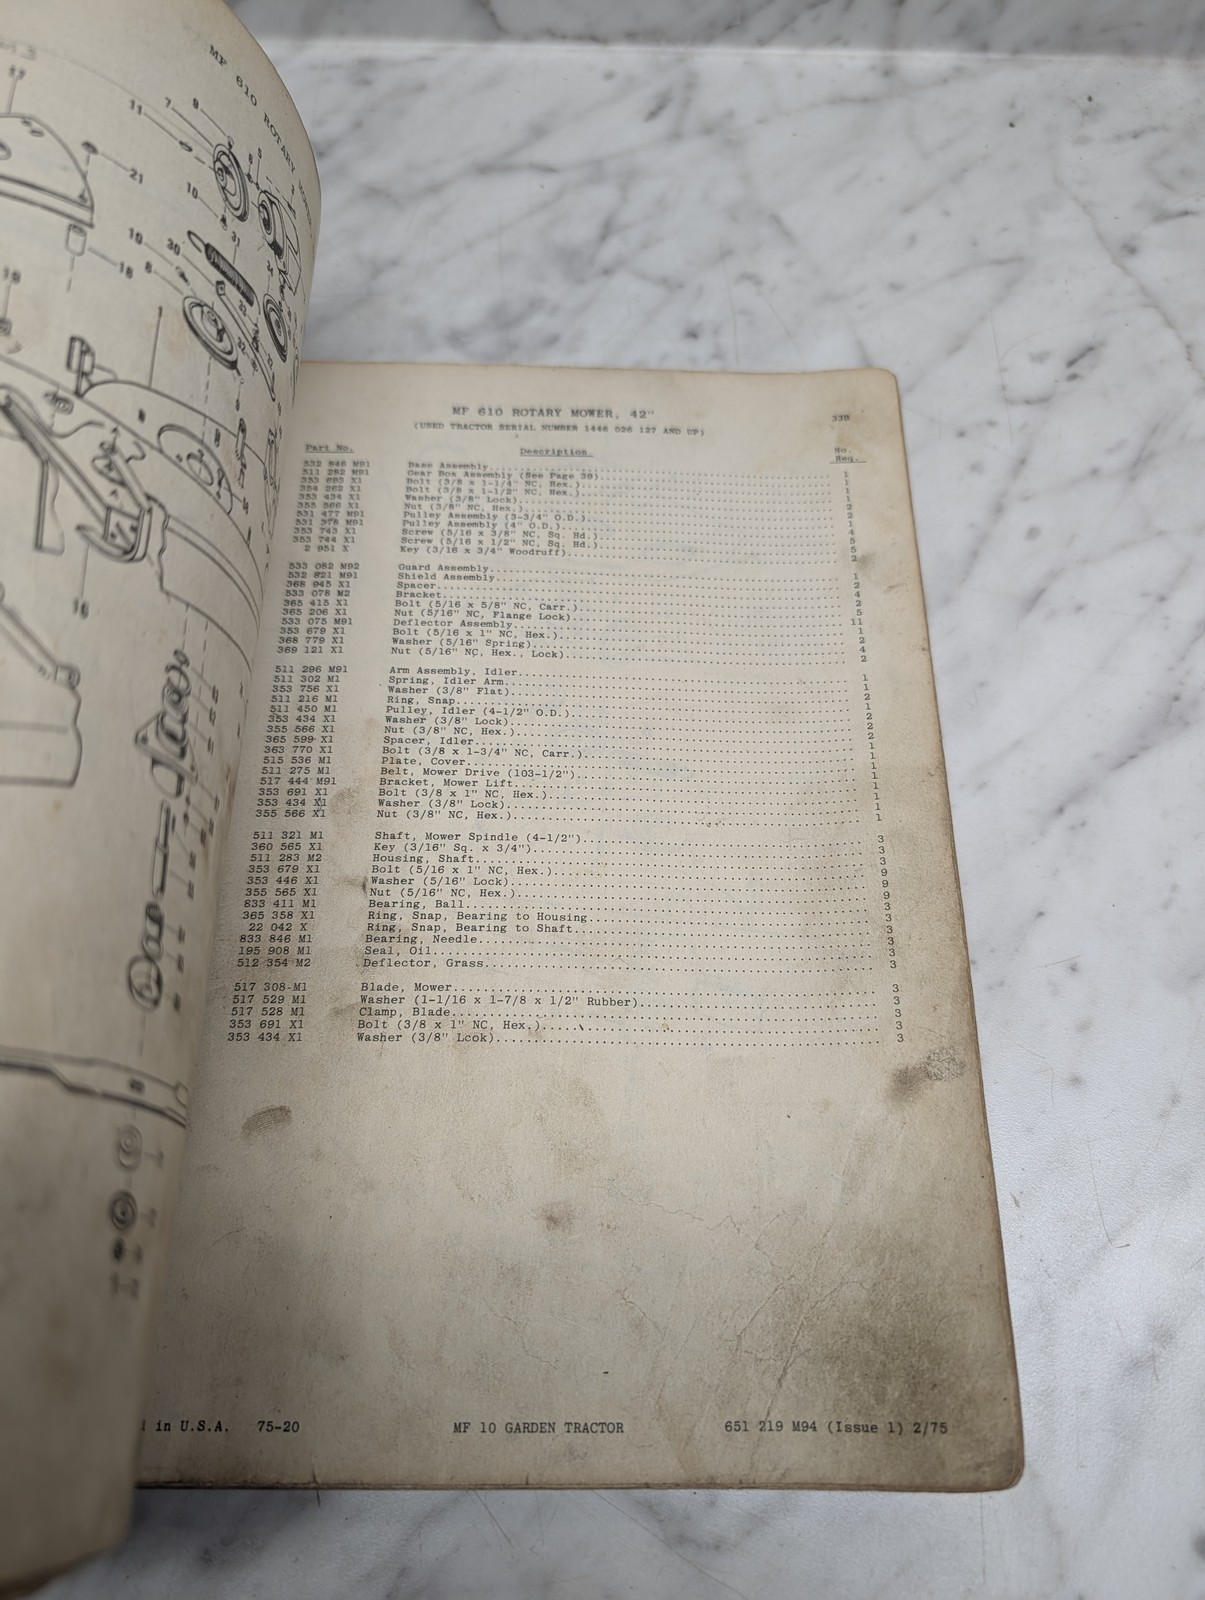 MF 610 ROTARY
13
9
7
11
8
5
21
10
31
10
30
18
8
1
16
MF 610 ROTARY MOWER, 42"
33B
(USED TRACTOR SERIAL NUMBER 1446 026 127 AND UP)
Part No. Description No. Req.
532 846 M91 Base Assembly 1
511 282 M91 Gear Box Assembly (See Page 39) 1
353 693 X1 Bolt (3/8 x 1-1/4" NC, Hex.) 1
354 262 X1 Bolt (3/8 x 1-1/2" NC, Hex.) 1
353 434 X1 Washer (3/8" Lock) 2
355 566 X1 Nut (3/8" NC, Hex.) 2
531 477 M91 Pulley Assembly (3-3/4" O.D.) 1
531 378 M91 Pulley Assembly (4" O.D.)
353 743 X1 Screw (5/16 x 3/8" NC, Sq. Hd.)
353 744 X1 Screw (5/16 x 1/2" NC, Sq. Hd.)
2 951 X Key (3/16 x 3/4" Woodruff) 2
533 082 M92 Guard Assembly 1
532 821 M91 Shield Assembly 2
368 945 X1 Spacer 4
533 078 M2 Bracket 2
365 415 X1 Bolt (5/16 x 5/8" NC, Carr.) 5
365 206 X1 Nut (5/16" NC, Flange Lock) 11
533 075 M91 Deflector Assembly 1
353 679 X1 Bolt (5/16 x 1" NC, Hex.) 2
368 779 X1 Washer (5/16" Spring) 4
369 121 X1 Nut (5/16" NC, Hex., Lock) 2
511 296 M91 Arm Assembly, Idler 1
511 302 M1 Spring, Idler Arm 1
353 756 X1 Washer (3/8" Flat) 2
511 216 M1 Ring, Snap 1
511 450 M1 Pulley, Idler (4-1/2" O.D.) 2
353 434 X1 Washer (3/8" Lock) 2
355 566 X1 Nut (3/8" NC, Hex.) 2
365 599 X1 Spacer, Idler 1
363 770 X1 Bolt (3/8 x 1-3/4" NC, Carr.) 1
515 536 M1 Plate, Cover 1
511 275 M1 Belt, Mower Drive (103-1/2") 1
517 444 M91 Bracket, Mower Lift 1
353 691 X1 Bolt (3/8 x 1" NC, Hex.) 1
353 434 X1 Washer (3/8" Lock) 1
355 566 X1 Nut (3/8" NC, Hex.) 1
511 321 M1 Shaft, Mower Spindle (4-1/2") 3
360 565 X1 Key (3/16" Sq. x 3/4") 3
511 283 M2 Housing, Shaft 3
353 679 X1 Bolt (5/16 x 1" NC, Hex.) 9
353 446 X1 Washer (5/16" Lock) 9
355 565 X1 Nut (5/16" NC, Hex.) 9
833 411 M1 Bearing, Ball 3
365 358 X1 Ring, Snap, Bearing to Housing 3
22 042 X Ring, Snap, Bearing to Shaft 3
833 846 M1 Bearing, Needle 3
195 908 M1 Seal, Oil 3
512 354 M2 Deflector, Grass 3
517 308-M1 Blade, Mower 3
517 529 M1 Washer (1-1/16 x 1-7/8 x 1/2" Rubber) 3
517 528 M1 Clamp, Blade 3
353 691 X1 Bolt (3/8 x 1" NC, Hex.) 3
353 434 X1 Washer (3/8" Lcok) 3
in U.S.A. 75-20 MF 10 GARDEN TRACTOR 651 219 M94 (Issue 1) 2/75